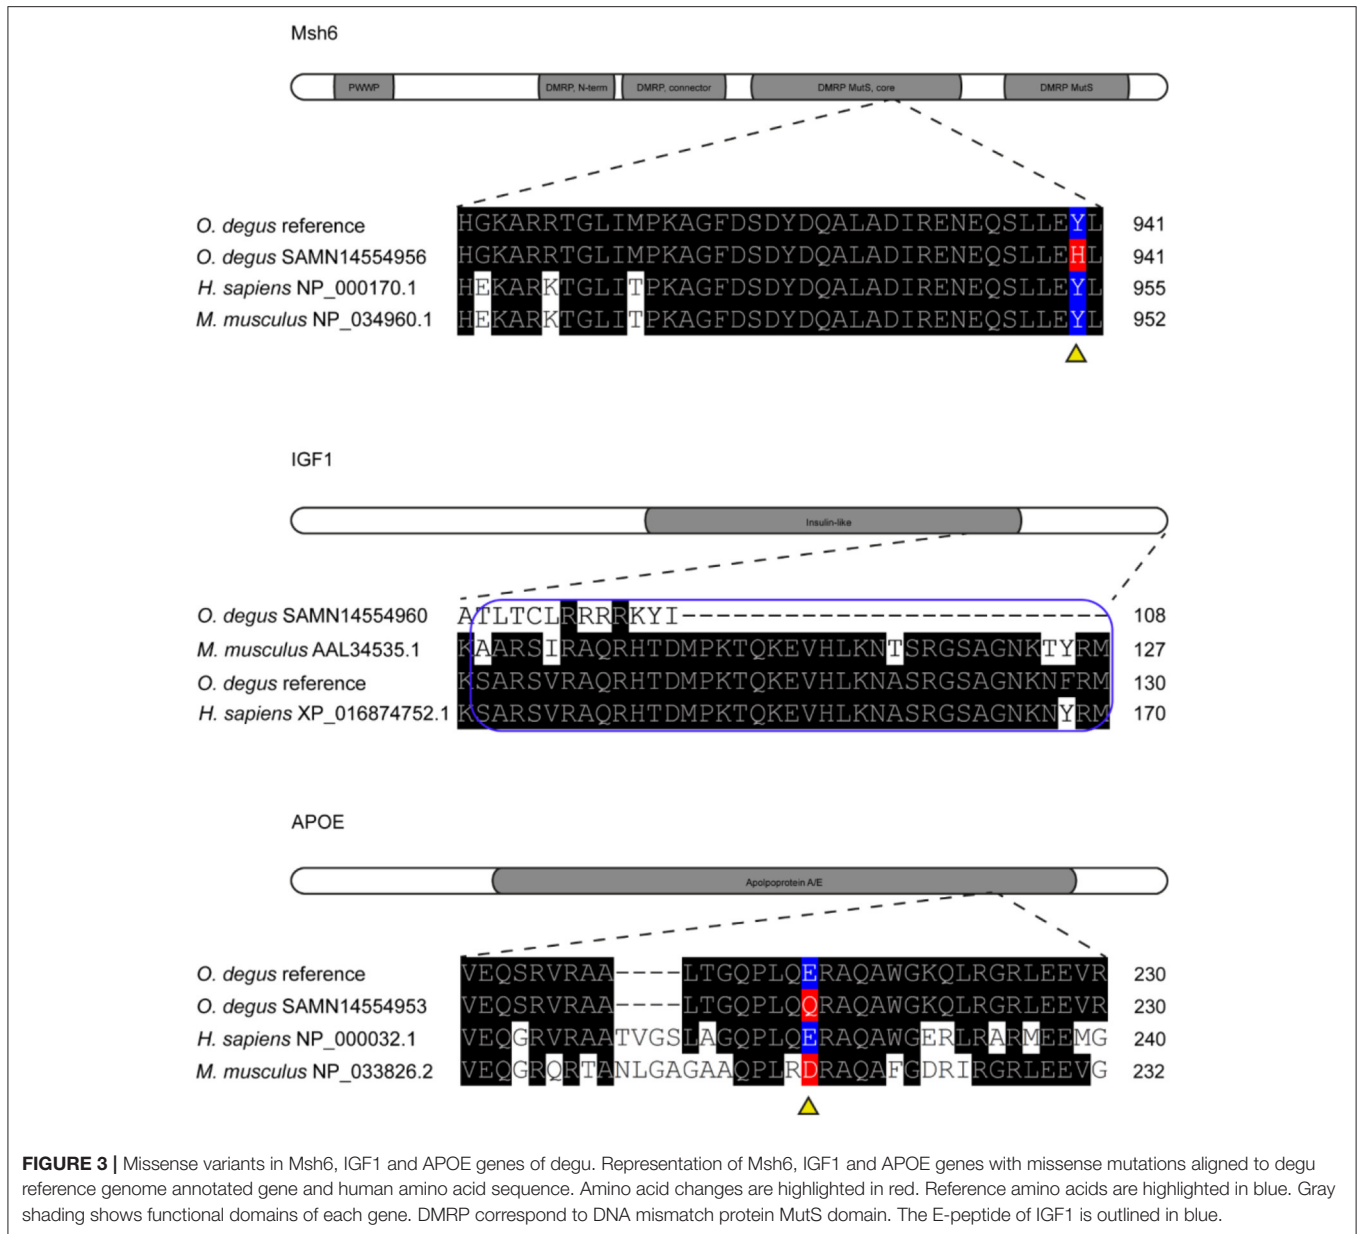 Msh6
PWWP DMRP, N-term DMRP, connector DMRP MutS, core DMRP MutS
O. degus reference HGKARRTGLIMPKAGFDSDYDQALADIRENEQSLLEYL 941
O. degus SAMN14554956 HGKARRTGLIMPKAGFDSDYDQALADIRENEQSLLEHL 941
H. sapiens NP_000170.1 HEKARKTGLITPKAGFDSDYDQALADIRENEQSLLEYL 955
M. musculus NP_034960.1 HEKARKTGLITPKAGFDSDYDQALADIRENEQSLLEYL 952
IGF1
Insulin-like
O. degus SAMN14554960 ATLTCLRRRRKYI------------------------- 108
M. musculus AAL34535.1 KAARSIRAQRHTDMPKTQKEVHLKNTSRGSAGNKTYRM 127
O. degus reference KSARSVRAQRHTDMPKTQKEVHLKNASRGSAGNKNFRM 130
H. sapiens XP_016874752.1 KSARSVRAQRHTDMPKTQKEVHLKNASRGSAGNKNYRM 170
APOE
Apoipoprotein A/E
O. degus reference VEQSRVRAA----LTGQPLQERAQAWGKQLRGRLEEVR 230
O. degus SAMN14554953 VEQSRVRAA----LTGQPLQQRAQAWGKQLRGRLEEVR 230
H. sapiens NP_000032.1 VEQGRVRAATVGSLAGQPLQERAQAWGERLRARMEEMG 240
M. musculus NP_033826.2 VEQGRQRTANLGAGAAQPLRDRAQAFGDRIRGRLEEVG 232
FIGURE 3 | Missense variants in Msh6, IGF1 and APOE genes of degu. Representation of Msh6, IGF1 and APOE genes with missense mutations aligned to degu
reference genome annotated gene and human amino acid sequence. Amino acid changes are highlighted in red. Reference amino acids are highlighted in blue. Gray
shading shows functional domains of each gene. DMRP correspond to DNA mismatch protein MutS domain. The E-peptide of IGF1 is outlined in blue.